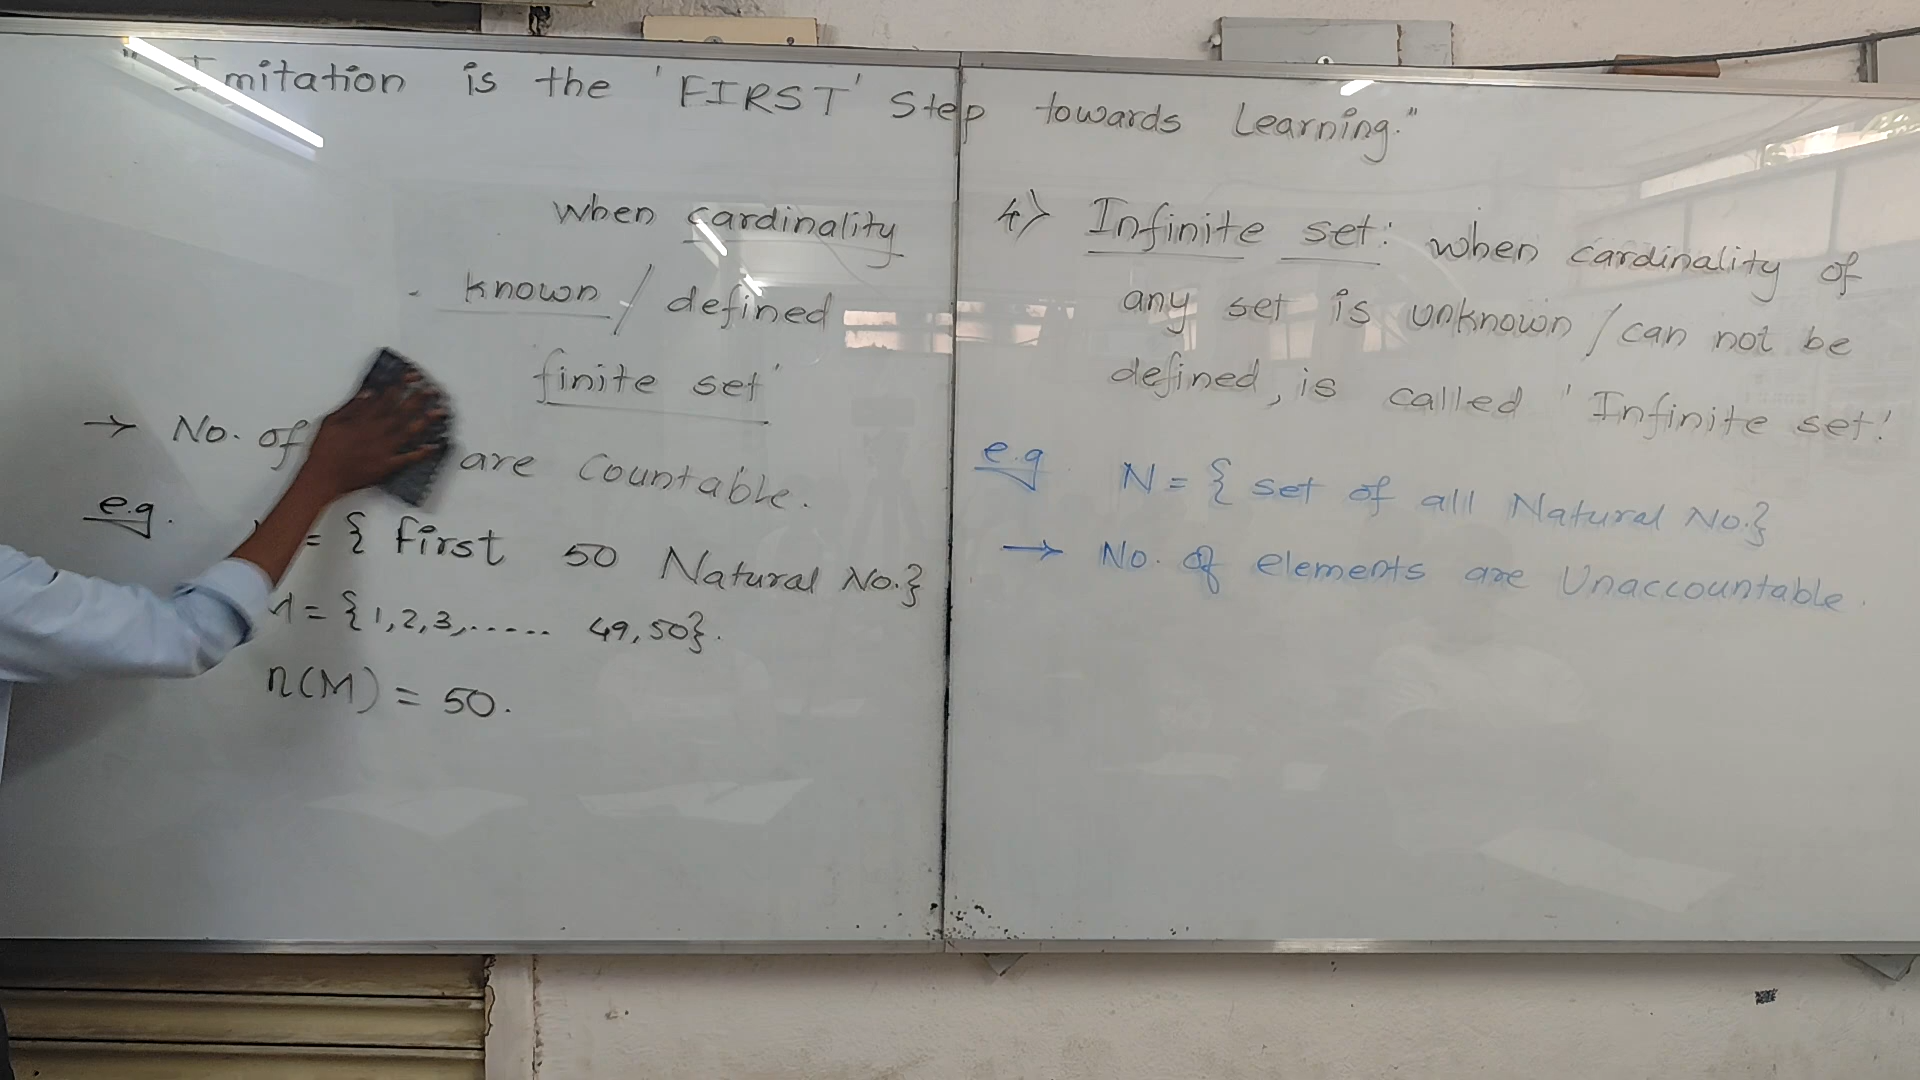 "Imitation is the 'FIRST' Step towards Learning."
when cardinality
known / defined
finite set'
→ No. of are countable.
e.g.
= { first 50 Natural No.}
M = {1,2,3,..... 49,50}.
n(M) = 50.
4) Infinite set: when cardinality of
any set is unknown / can not be
defined, is called 'Infinite set'
e.g N = { set of all Natural No.}
→ No. of elements are Unaccountable.